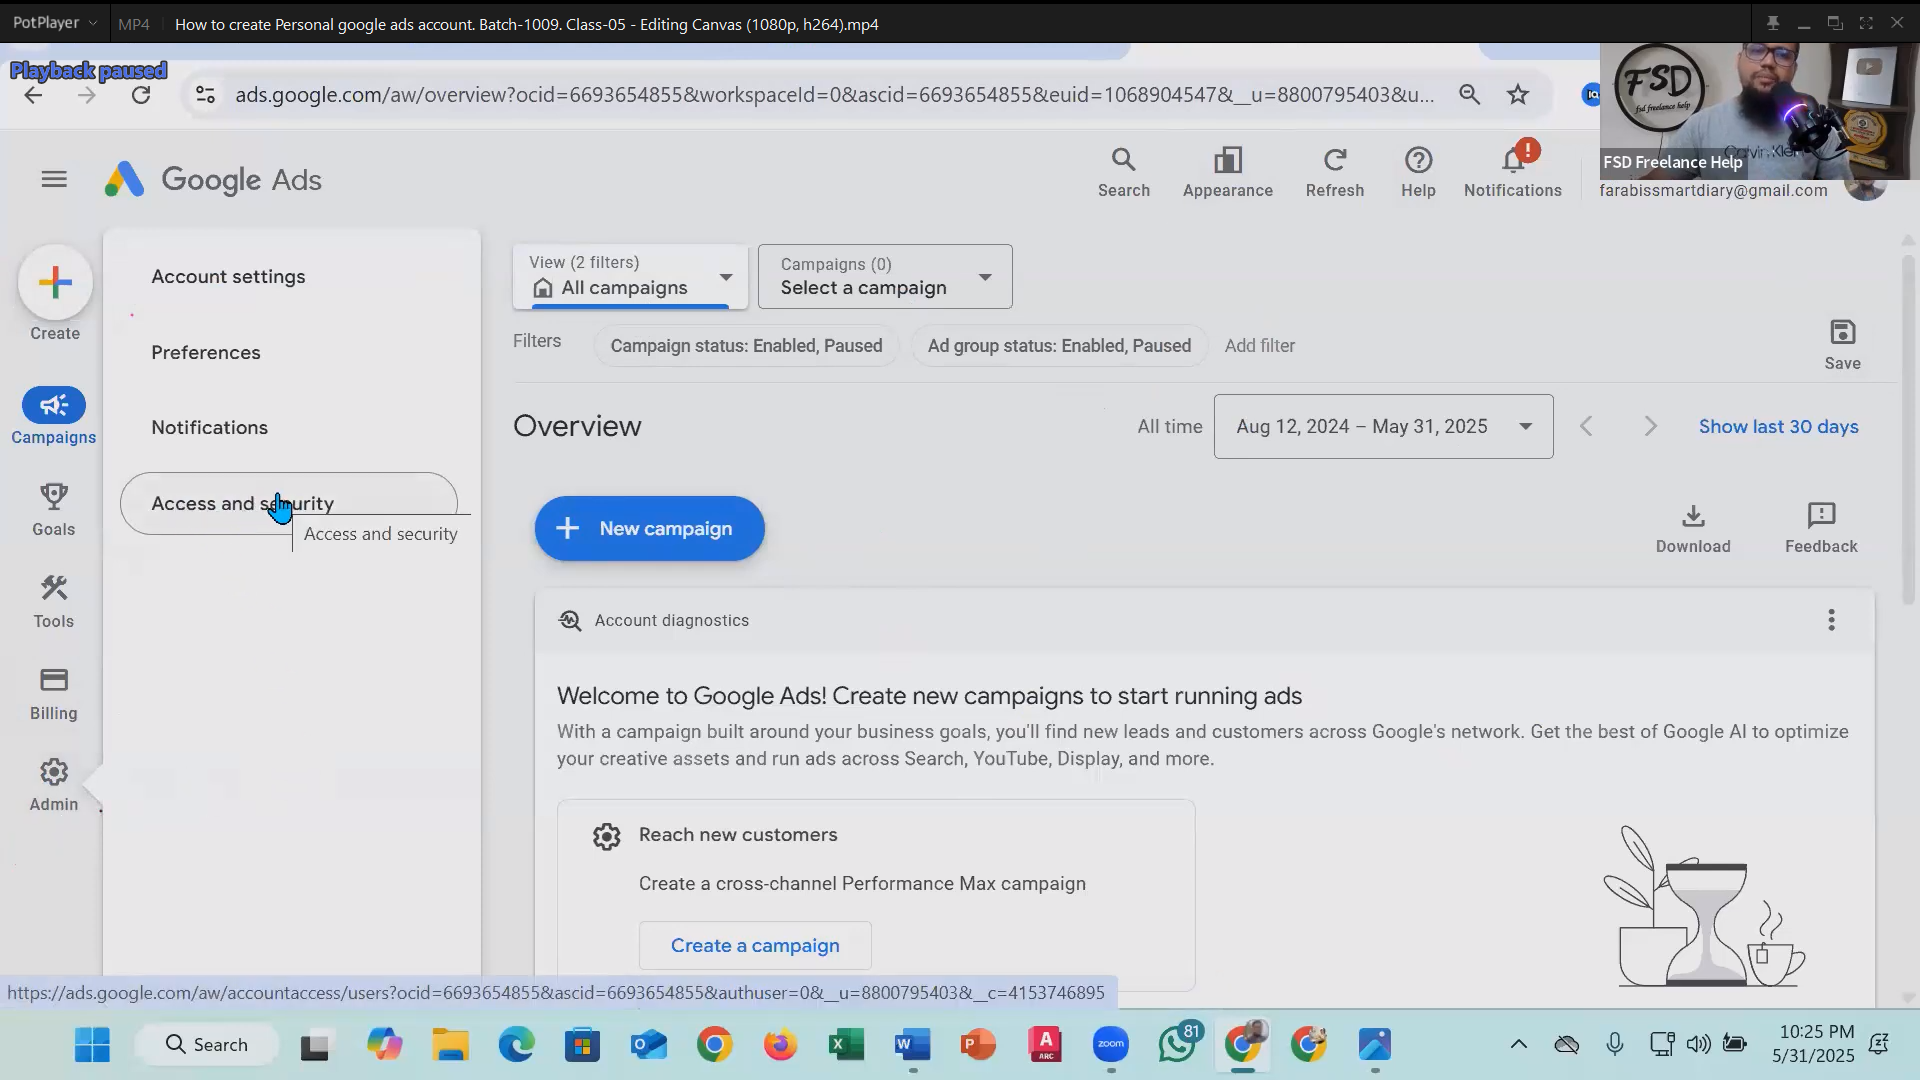 PotPlayer
MP4
How to create Personal google ads account. Batch-1009. Class-05 - Editing Canvas (1080p, h264).mp4
Playback paused
ads.google.com/aw/overview?ocid=6693654855&workspaceId=0&ascid=6693654855&euid=1068904547&__u=8800795403&u...
FSD
fsd freelance help
Calvin Klein
FSD Freelance Help
Google Ads
Search
Appearance
Refresh
Help
Notifications
farabissmartdiary@gmail.com
Create
Campaigns
Goals
Tools
Billing
Admin
Account settings
Preferences
Notifications
Access and security
Access and security
View (2 filters)
All campaigns
Campaigns (0)
Select a campaign
Filters
Campaign status: Enabled, Paused
Ad group status: Enabled, Paused
Add filter
Save
Overview
All time
Aug 12, 2024 – May 31, 2025
Show last 30 days
New campaign
Download
Feedback
Account diagnostics
Welcome to Google Ads! Create new campaigns to start running ads
With a campaign built around your business goals, you'll find new leads and customers across Google's network. Get the best of Google AI to optimize
your creative assets and run ads across Search, YouTube, Display, and more.
Reach new customers
Create a cross-channel Performance Max campaign
Create a campaign
https://ads.google.com/aw/accountaccess/users?ocid=6693654855&ascid=6693654855&authuser=0&__u=8800795403&__c=4153746895
Search
zoom
81
10:25 PM
5/31/2025